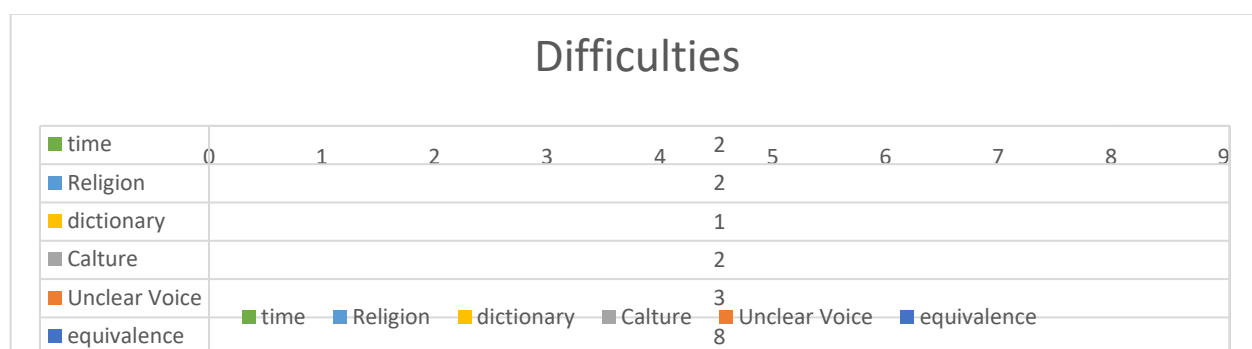 Difficulties
time 2
0 1 2 3 4 5 6 7 8 9
Religion 2
dictionary 1
Calture 2
Unclear Voice 3
time Religion dictionary Calture Unclear Voice equivalence
equivalence 8